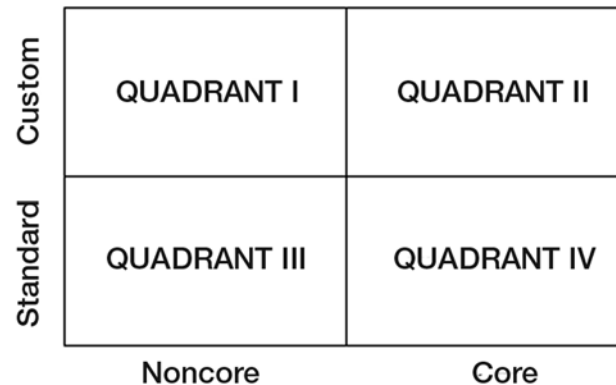 Custom
QUADRANT I
QUADRANT II
Standard
QUADRANT III
QUADRANT IV
Noncore
Core